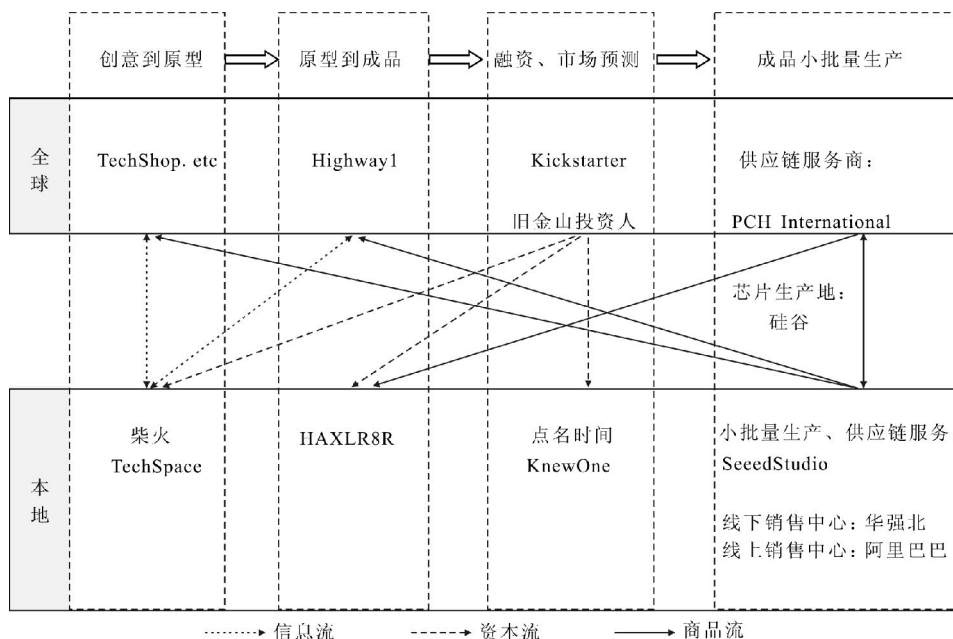 创意到原型
原型到成品
融资、市场预测
成品小批量生产
全球
TechShop. etc
Highway1
Kickstarter
旧金山投资人
供应链服务商：
PCH International
芯片生产地：
硅谷
本地
柴火
TechSpace
HAXLR8R
点名时间
KnewOne
小批量生产、供应链服务
SeeedStudio
线下销售中心：华强北
线上销售中心：阿里巴巴
信息流
资本流
商品流